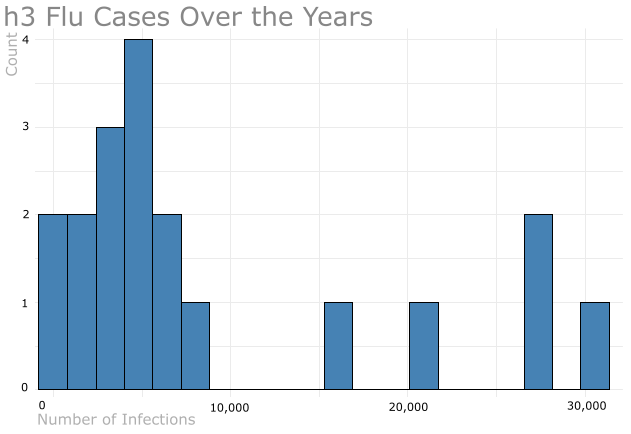 h3 Flu Cases Over the Years
Count
4
3
2
1
0
0 10,000 20,000 30,000
Number of Infections